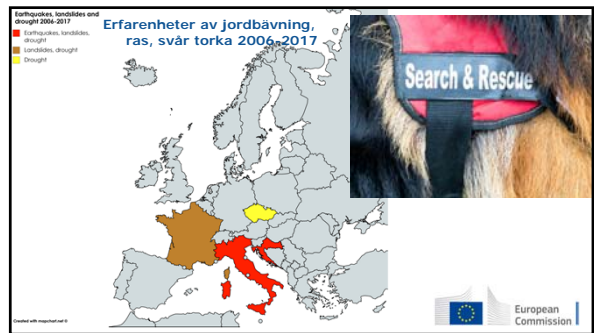 Earthquakes, landslides and
drought 2006-2017
Earthquakes, landslides,
drought
Landslides, drought
Drought
Erfarenheter av jordbävning,
ras, svår torka 2006-2017
Search & Rescue
Created with mapchart.net ©
European
Commission